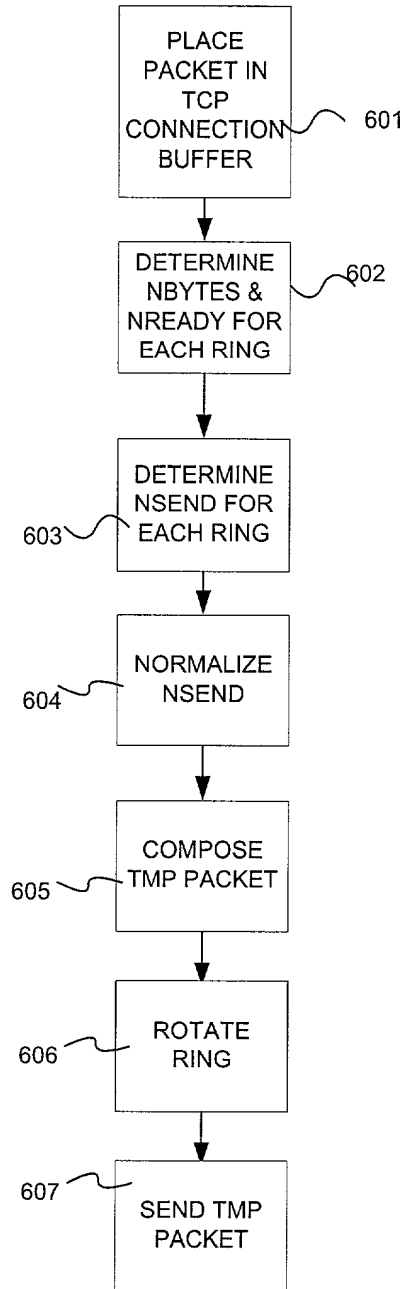 PLACE
PACKET IN
TCP
CONNECTION
BUFFER
601
DETERMINE
NBYTES &
NREADY FOR
EACH RING
602
DETERMINE
NSEND FOR
EACH RING
603
NORMALIZE
NSEND
604
COMPOSE
TMP PACKET
605
ROTATE
RING
606
SEND TMP
PACKET
607